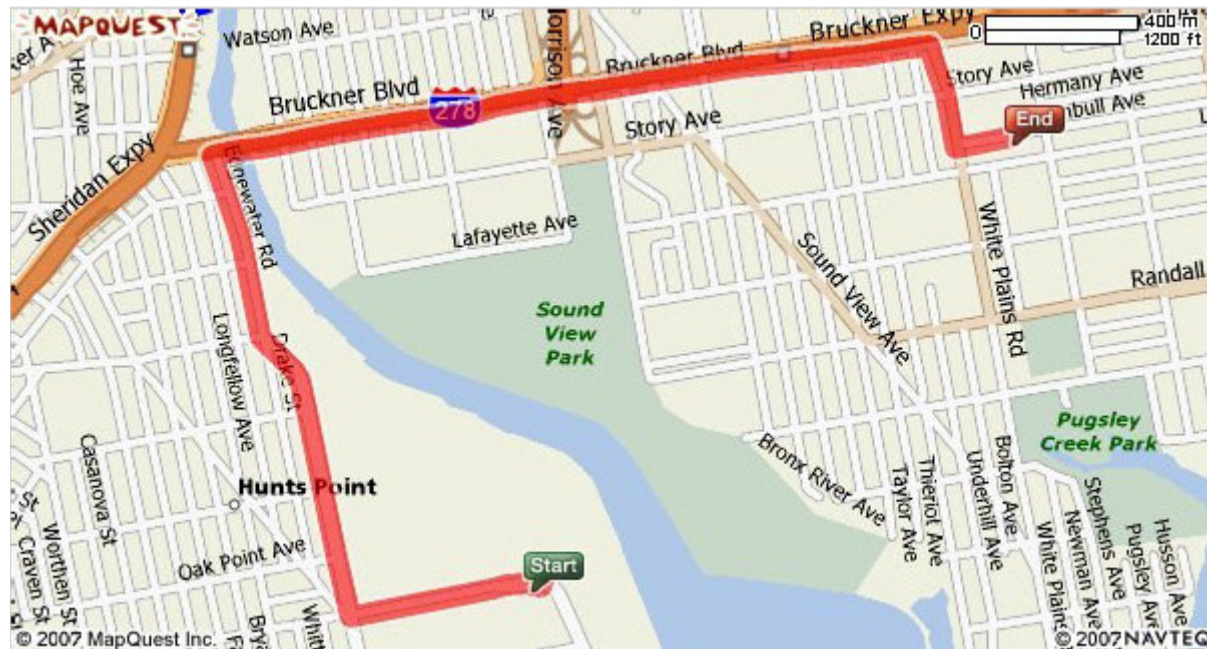 MAPQUEST
Watson Ave
Hoe Ave
Morrison Ave
Bruckner Blvd
Bruckner Expy
0
400 m
1200 ft
Bruckner Blvd
278
Story Ave
Hermany Ave
End
Story Ave
Sheridan Expy
Edgewater Rd
Lafayette Ave
Sound
View
Park
Sound View Ave
White Plains Rd
Randall
Longfellow Ave
Drake St
Pugsley
Creek Park
Casanova St
Hunts Point
Bronx River Ave
Taylor Ave
Thieriot Ave
Underhill Ave
Bolton Ave
White Plains
Newman Ave
Stephens Ave
Pugsley Ave
Husson Ave
Oak Point Ave
Start
St
Craven St
Worthen St
© 2007 MapQuest Inc.
© 2007 NAVTEQ